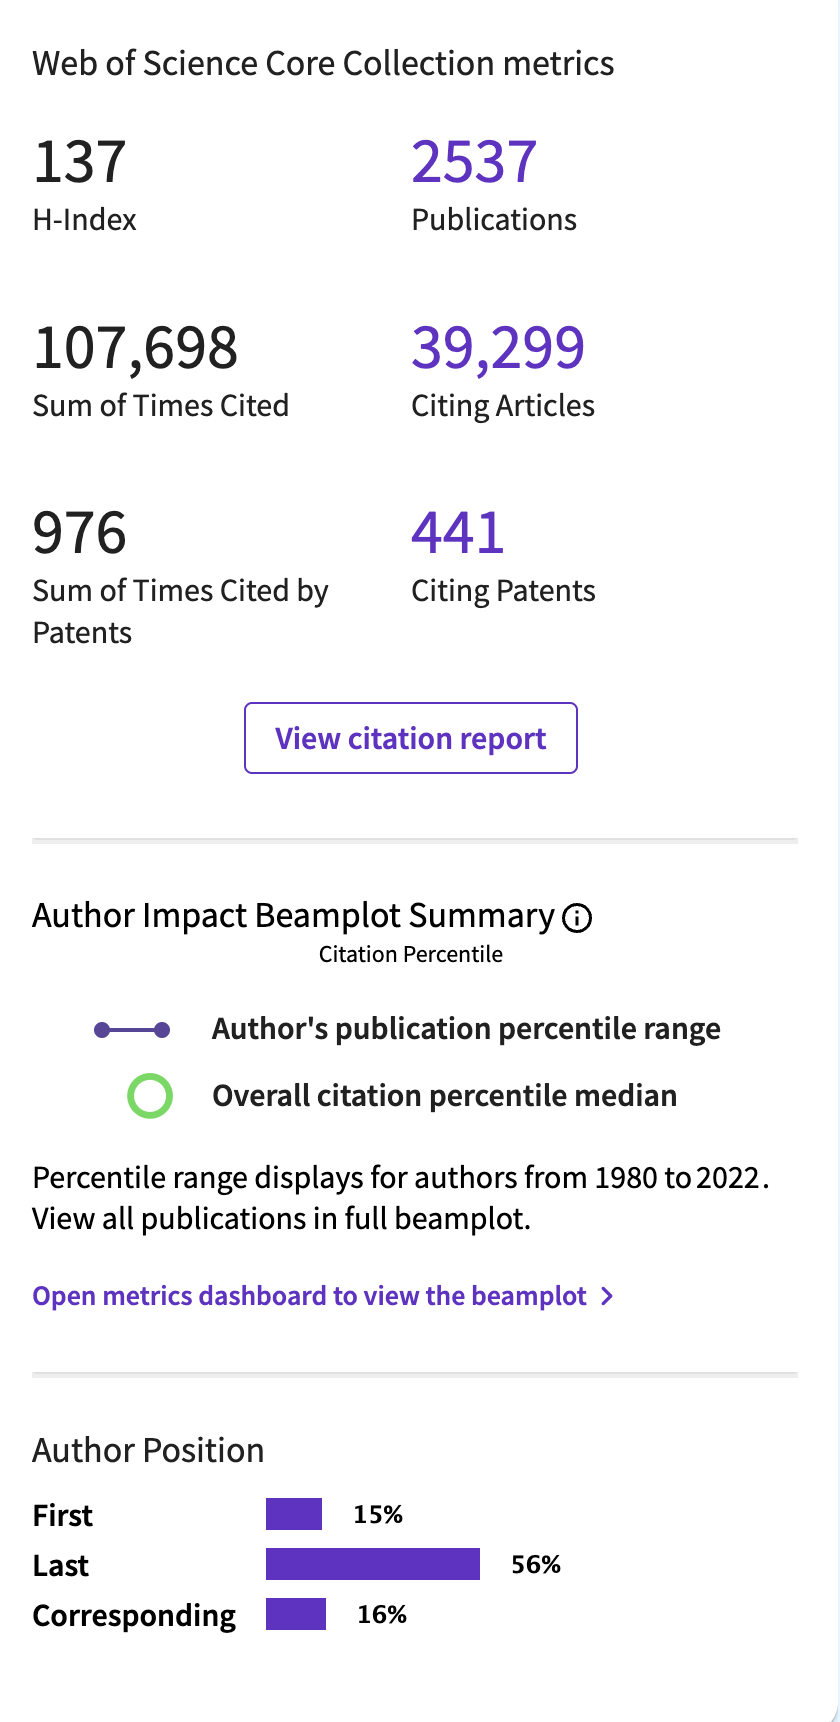 Web of Science Core Collection metrics
137
2537
H-Index
Publications
107,698
39,299
Sum of Times Cited
Citing Articles
976
441
Sum of Times Cited by
Patents
Citing Patents
View citation report
Author Impact Beamplot Summary
Citation Percentile
Author's publication percentile range
Overall citation percentile median
Percentile range displays for authors from 1980 to 2022.
View all publications in full beamplot.
Open metrics dashboard to view the beamplot
Author Position
First 15%
Last 56%
Corresponding 16%